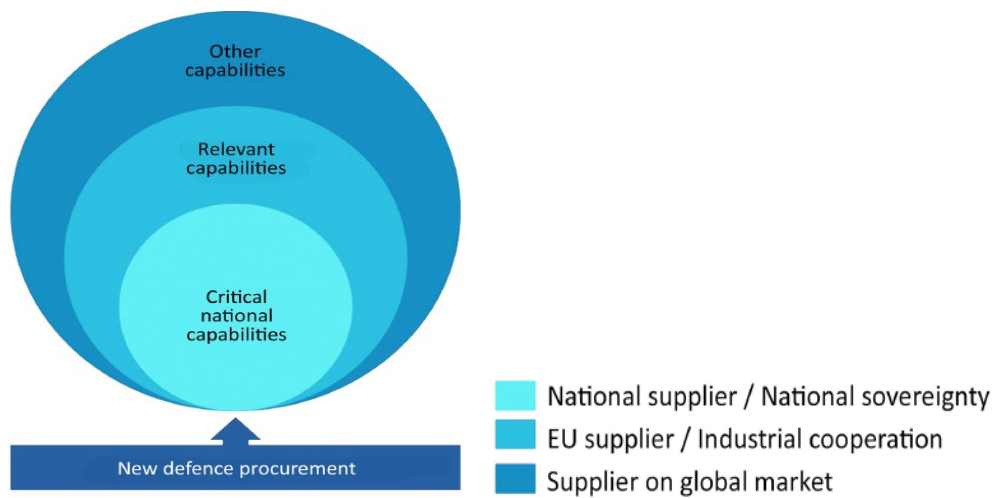 Other
capabilities
Relevant
capabilities
Critical
national
capabilities
New defence procurement
National supplier / National sovereignty
EU supplier / Industrial cooperation
Supplier on global market